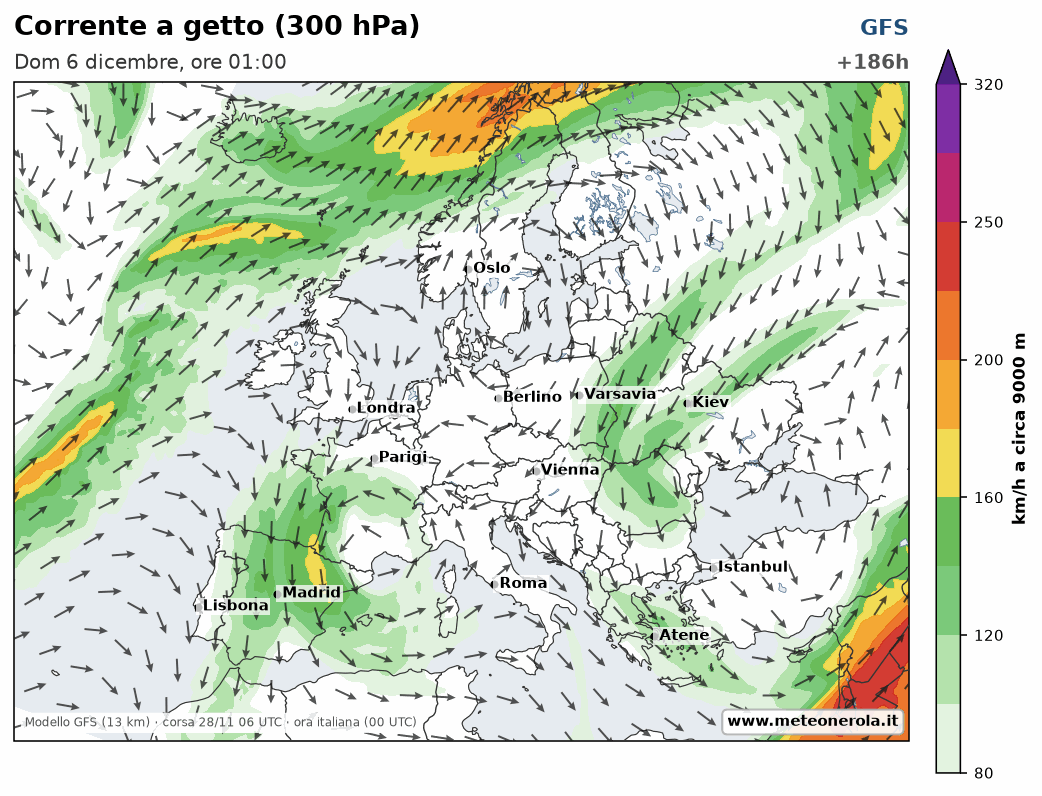 Corrente a getto (300 hPa)
GFS
Dom 6 dicembre, ore 01:00
+186h
320
250
200
160
120
80
km/h a circa 9000 m
Oslo
Berlino
Varsavia
Kiev
Londra
Parigi
Vienna
Istanbul
Roma
Madrid
Lisbona
Atene
Modello GFS (13 km) · corsa 28/11 06 UTC · ora italiana (00 UTC)
www.meteonerola.it